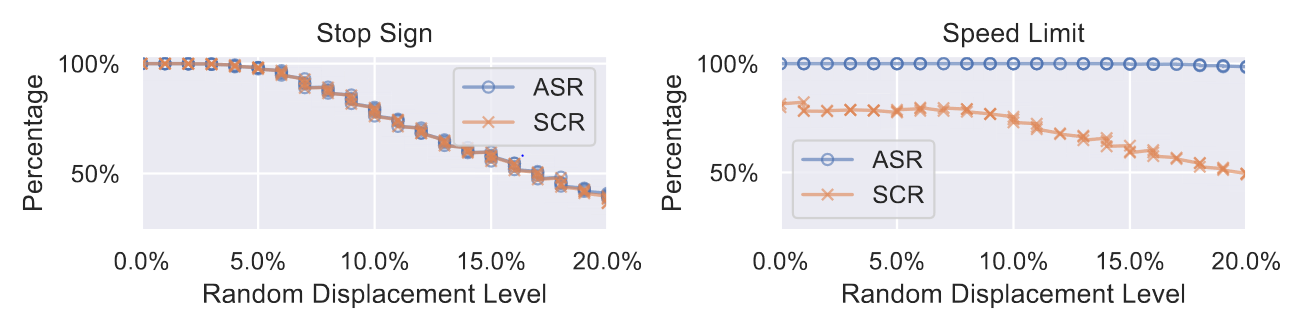 Stop Sign
Percentage
100%
50%
ASR
SCR
0.0% 5.0% 10.0% 15.0% 20.0%
Random Displacement Level
Speed Limit
Percentage
100%
50%
ASR
SCR
0.0% 5.0% 10.0% 15.0% 20.0%
Random Displacement Level